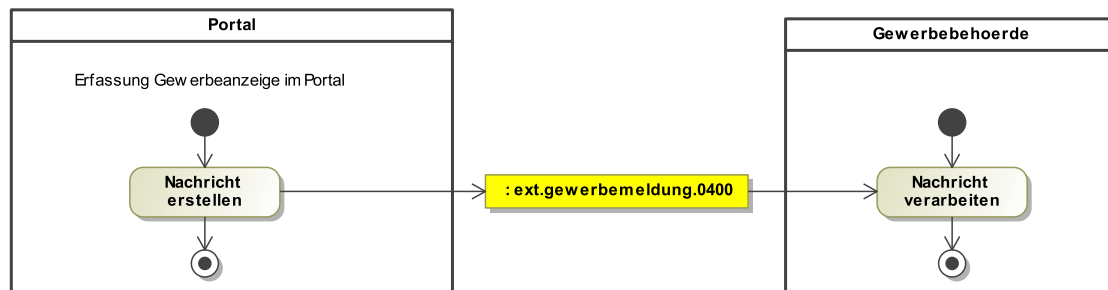 Portal
Gewerbebehoerde
Erfassung Gewerbeanzeige im Portal
Nachricht
erstellen
: ext.gewerbemeldung.0400
Nachricht
verarbeiten